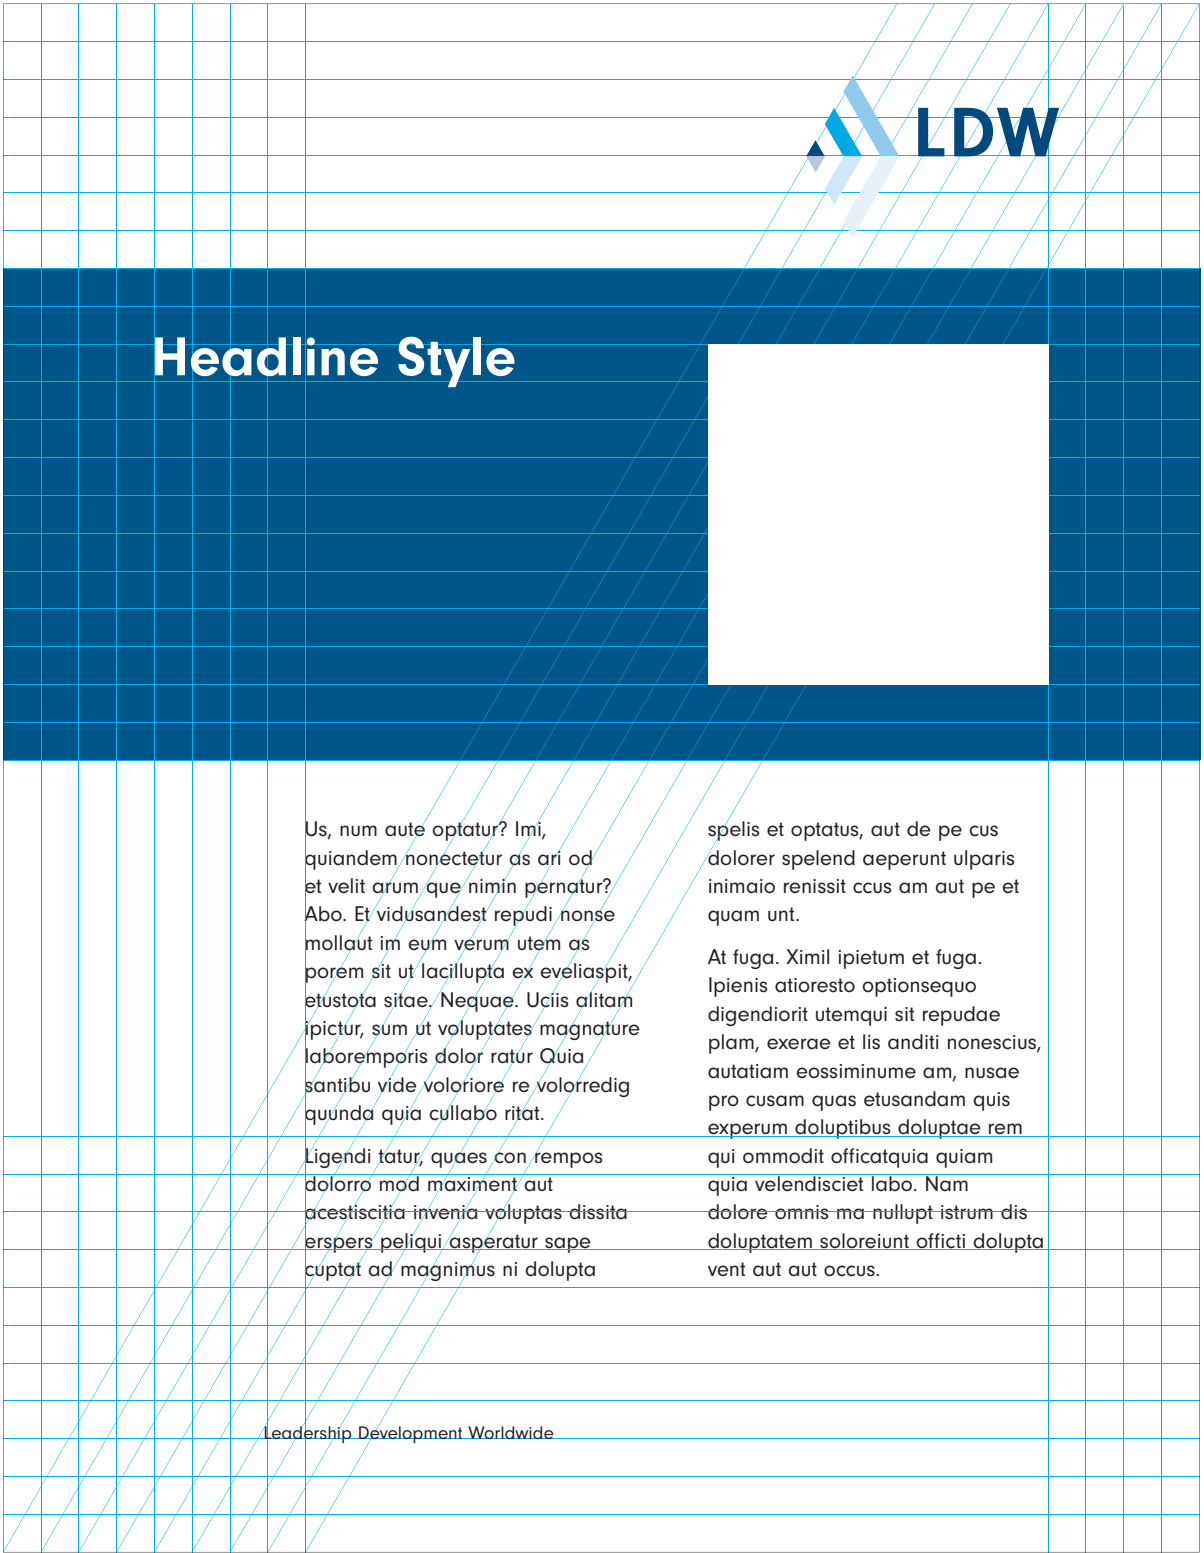 LDW
Headline Style
Us, num aute optatur? Imi,
quiandem nonectetur as ari od
et velit arum que nimin pernatur?
Abo. Et vidusandest repudi nonse
mollaut im eum verum utem as
porem sit ut lacillupta ex eveliaspit,
etustota sitae. Nequae. Uciis alitam
ipictur, sum ut voluptates magnature
laboremporis dolor ratur Quia
santibu vide voloriore re volorredig
quunda quia cullabo ritat.
Ligendi tatur, quaes con rempos
dolorro mod maximent aut
acestiscitia invenia voluptas dissita
erspers peliqui asperatur sape
cuptat ad magnimus ni dolupta
spelis et optatus, aut de pe cus
dolorer spelend aeperunt ulparis
inimaio renissit ccus am aut pe et
quam unt.
At fuga. Ximil ipietum et fuga.
Ipienis atioresto optionsequo
digendiorit utemqui sit repudae
plam, exerae et lis anditi nonescius,
autatiam eossiminume am, nusae
pro cusam quas etusandam quis
experum doluptibus doluptae rem
qui ommodit officatquia quiam
quia velendisciet labo. Nam
dolore omnis ma nullupt istrum dis
doluptatem soloreiunt officti dolupta
vent aut aut occus.
Leadership Development Worldwide